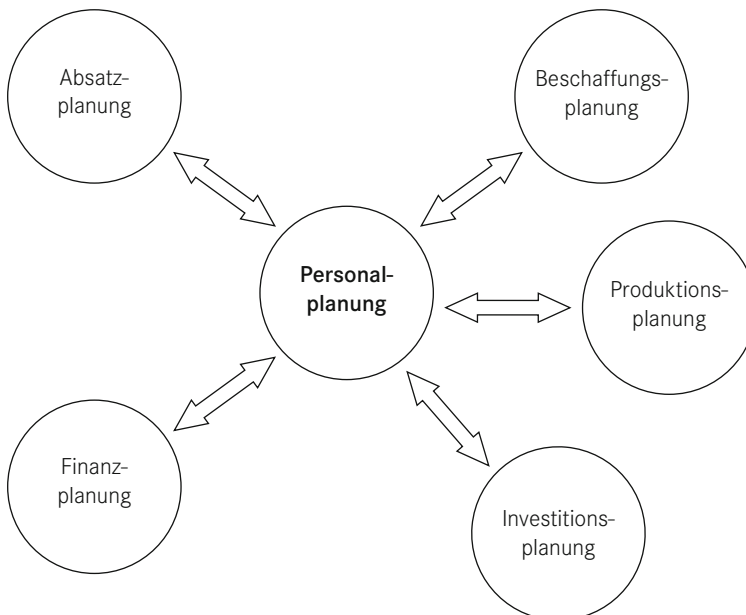 Absatz-
planung
Beschaffungs-
planung
Personal-
planung
Produktions-
planung
Finanz-
planung
Investitions-
planung